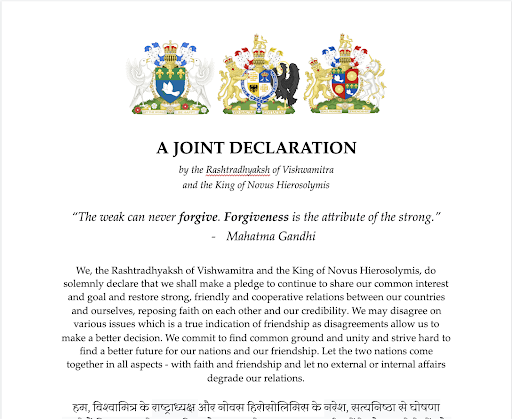 A JOINT DECLARATION
by the Rashtradhyaksh of Vishwamitra
and the King of Novus Hierosolymis
“The weak can never forgive. Forgiveness is the attribute of the strong.”
- Mahatma Gandhi
We, the Rashtradhyaksh of Vishwamitra and the King of Novus Hierosolymis, do
solemnly declare that we shall make a pledge to continue to share our common interest
and goal and restore strong, friendly and cooperative relations between our countries
and ourselves, reposing faith on each other and our credibility. We may disagree on
various issues which is a true indication of friendship as disagreements allow us to
make a better decision. We commit to find common ground and unity and strive hard to
find a better future for our nations and our friendship. Let the two nations come
together in all aspects - with faith and friendship and let no external or internal affairs
degrade our relations.
हम, विश्वामित्र के राष्ट्राध्यक्ष और नोवस हिरोसोलिमिस के नरेश, सत्यनिष्ठा से घोषणा